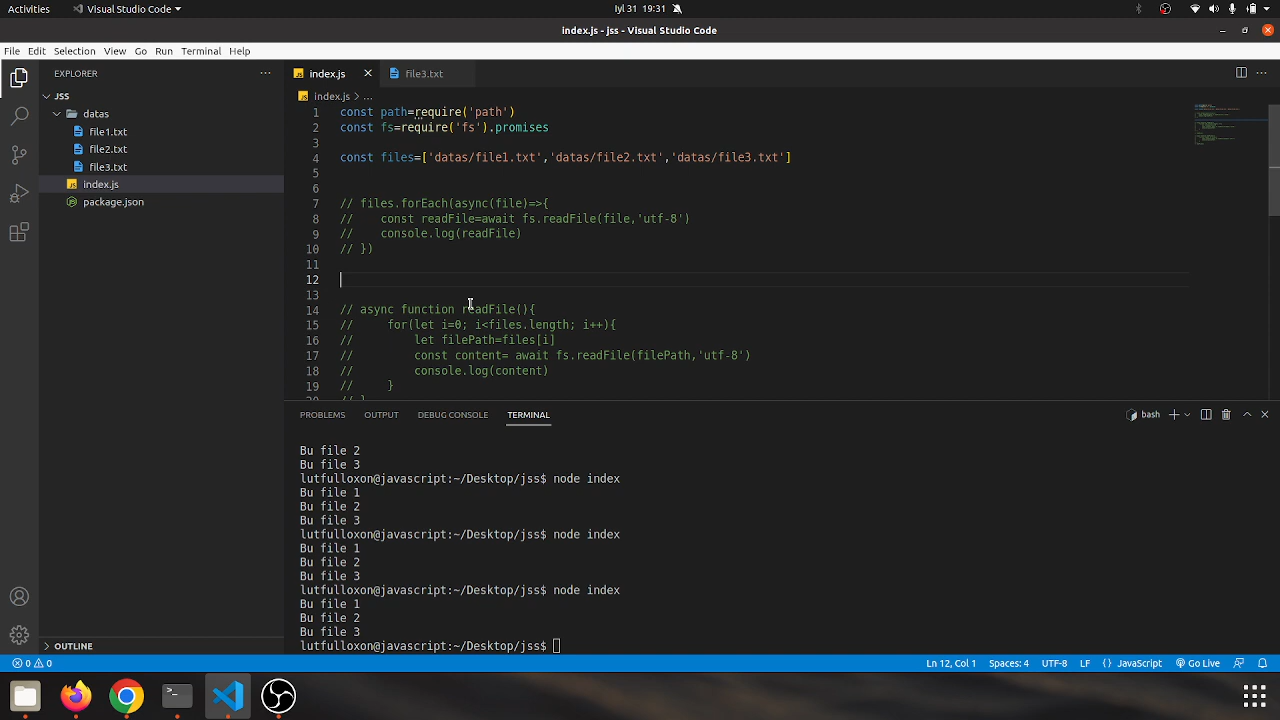 Activities
Visual Studio Code
Iyl 31 19:31
index.js - jss - Visual Studio Code
File Edit Selection View Go Run Terminal Help
EXPLORER
JSS
datas
file1.txt
file2.txt
file3.txt
JS index.js
package.json
OUTLINE
JS index.js
file3.txt
JS index.js > ...
1 const path=require('path')
2 const fs=require('fs').promises
3
4 const files=['datas/file1.txt','datas/file2.txt','datas/file3.txt']
5
6
7 // files.forEach(async(file)=>{
8 //     const readFile=await fs.readFile(file,'utf-8')
9 //     console.log(readFile)
10 // })
11
12
13
14 // async function readFile(){
15 //     for(let i=0; i<files.length; i++){
16 //         let filePath=files[i]
17 //         const content= await fs.readFile(filePath,'utf-8')
18 //         console.log(content)
19 //     }
20 // }
PROBLEMS OUTPUT DEBUG CONSOLE TERMINAL
bash
Bu file 2
Bu file 3
lutfulloxon@javascript:~/Desktop/jss$ node index
Bu file 1
Bu file 2
Bu file 3
lutfulloxon@javascript:~/Desktop/jss$ node index
Bu file 1
Bu file 2
Bu file 3
lutfulloxon@javascript:~/Desktop/jss$ node index
Bu file 1
Bu file 2
Bu file 3
lutfulloxon@javascript:~/Desktop/jss$
0 0
Ln 12, Col 1 Spaces: 4 UTF-8 LF {} JavaScript Go Live